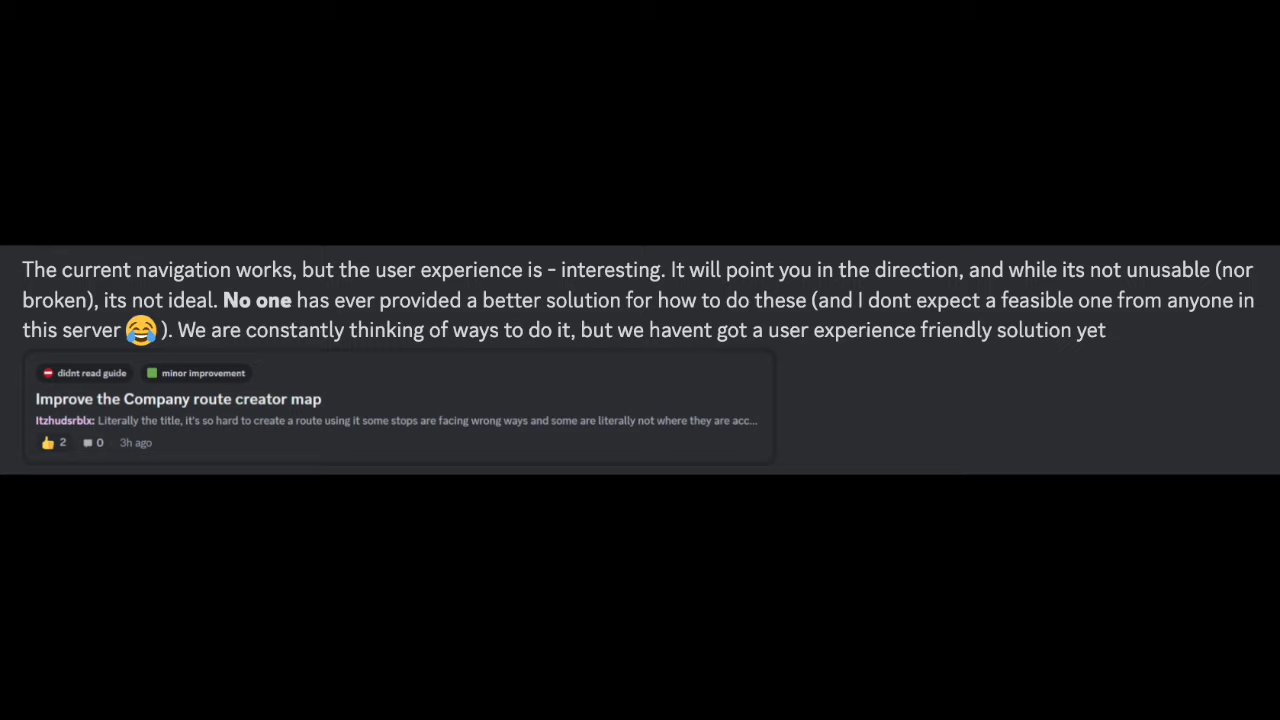 The current navigation works, but the user experience is - interesting. It will point you in the direction, and while its not unusable (nor
broken), its not ideal. No one has ever provided a better solution for how to do these (and I dont expect a feasible one from anyone in
this server 😂 ). We are constantly thinking of ways to do it, but we havent got a user experience friendly solution yet
didnt read guide minor improvement
Improve the Company route creator map
Itzhudsrblx: Literally the title, it's so hard to create a route using it some stops are facing wrong ways and some are literally not where they are acc...
👍 2 0 3h ago